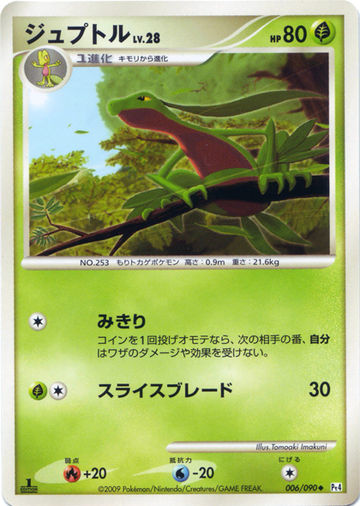 ジュプトル LV.28 HP 80
1進化 キモリから進化
NO.253 もりトカゲポケモン 高さ:0.9m 重さ:21.6kg
みきり
コインを1回投げオモテなら、次の相手の番、自分
はワザのダメージや効果を受けない。
スライスブレード 30
Illus.Tomoaki Imakuni
弱点 抵抗力 にげる
+20 -20
1 EDITION ©2009 Pokémon/Nintendo/Creatures/GAME FREAK. 006/090 Pt4